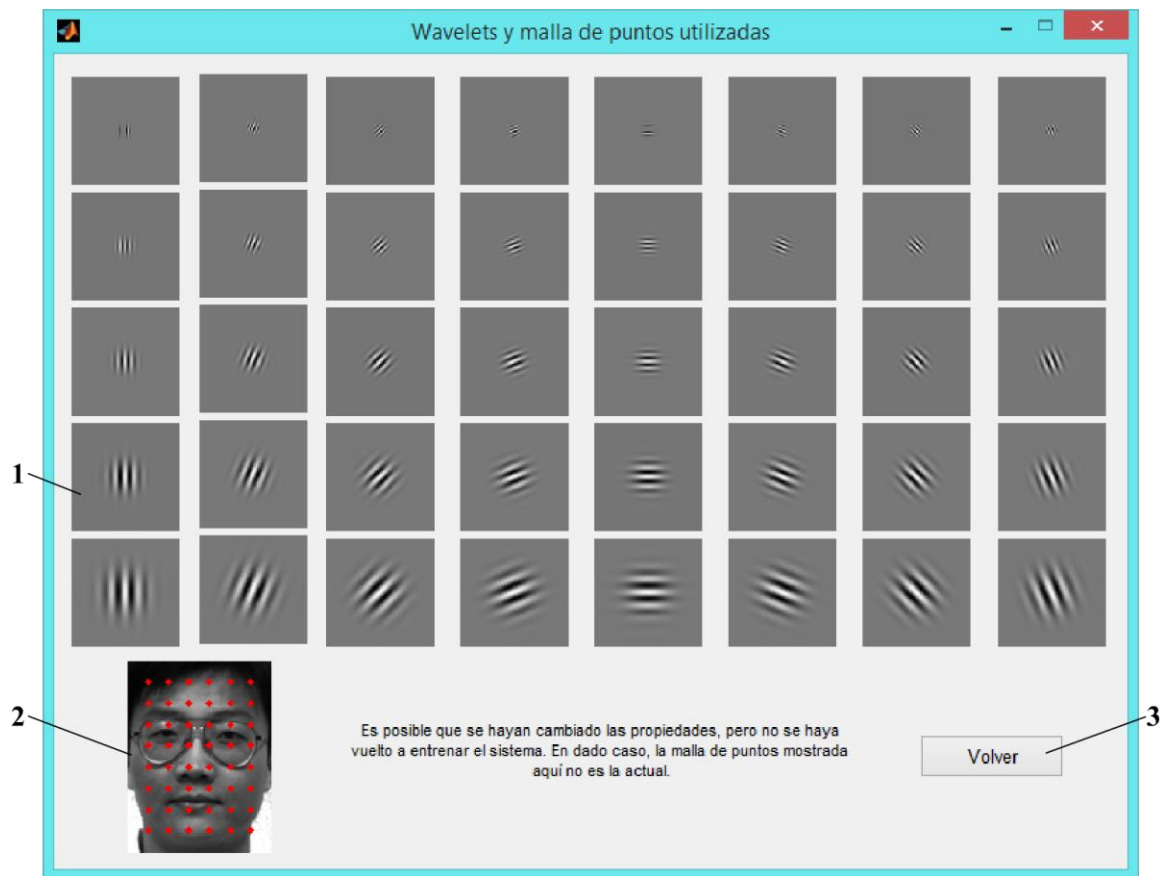 Wavelets y malla de puntos utilizadas
1
2
Es posible que se hayan cambiado las propiedades, pero no se haya
vuelto a entrenar el sistema. En dado caso, la malla de puntos mostrada
aquí no es la actual.
Volver
3